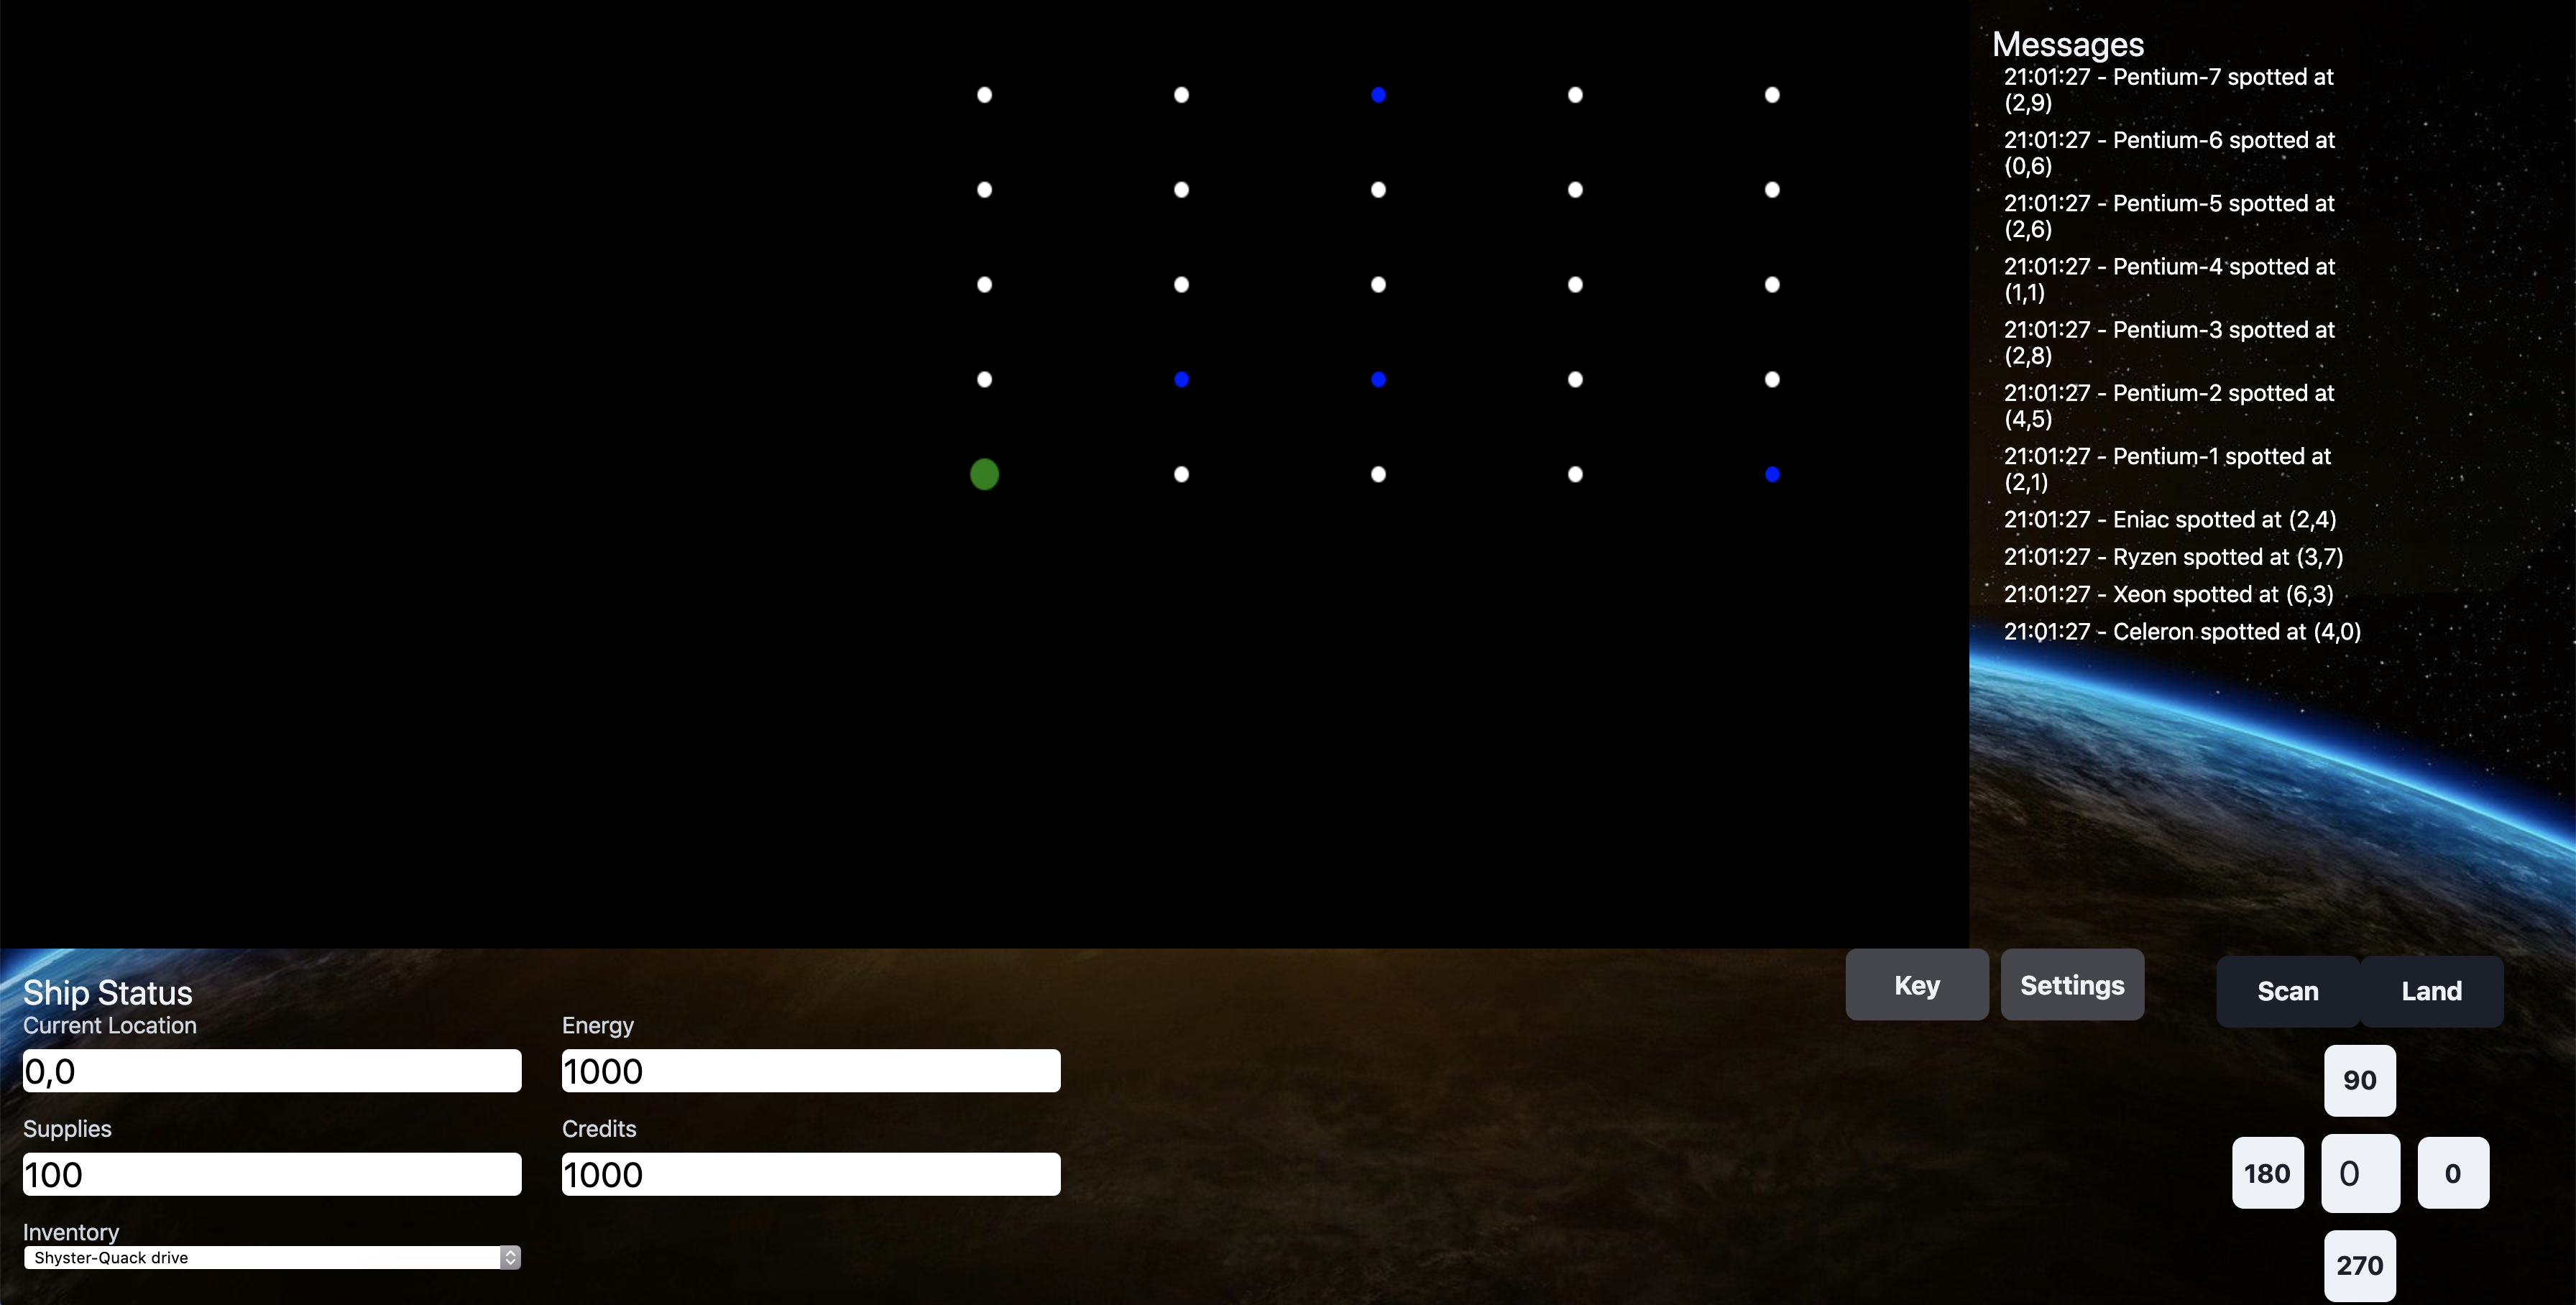 Messages
21:01:27 - Pentium-7 spotted at
(2,9)
21:01:27 - Pentium-6 spotted at
(0,6)
21:01:27 - Pentium-5 spotted at
(2,6)
21:01:27 - Pentium-4 spotted at
(1,1)
21:01:27 - Pentium-3 spotted at
(2,8)
21:01:27 - Pentium-2 spotted at
(4,5)
21:01:27 - Pentium-1 spotted at
(2,1)
21:01:27 - Eniac spotted at (2,4)
21:01:27 - Ryzen spotted at (3,7)
21:01:27 - Xeon spotted at (6,3)
21:01:27 - Celeron spotted at (4,0)
Ship Status
Current Location
0,0
Energy
1000
Supplies
100
Credits
1000
Inventory
Shyster-Quack drive
Key
Settings
Scan
Land
90
180
0
0
270